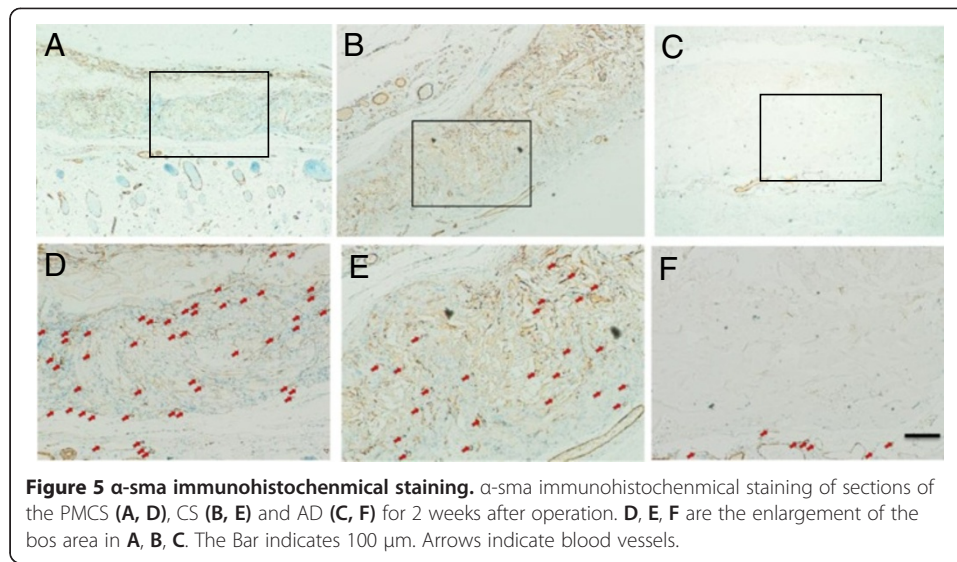 A
B
C
D
E
F
Figure 5 α-sma immunohistochenmical staining. α-sma immunohistochenmical staining of sections of
the PMCS (A, D), CS (B, E) and AD (C, F) for 2 weeks after operation. D, E, F are the enlargement of the
bos area in A, B, C. The Bar indicates 100 μm. Arrows indicate blood vessels.